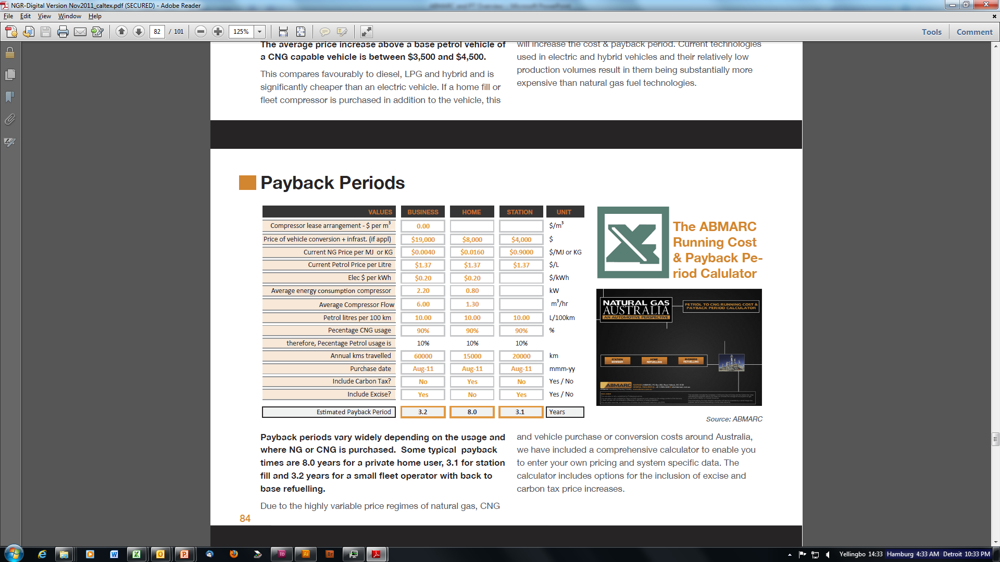 NGR-Digital Version Nov2011_caltex.pdf (SECURED) - Adobe Reader
File Edit View Window Help
82 / 101 125% Tools Comment
The average price increase above a base petrol vehicle of
a CNG capable vehicle is between $3,500 and $4,500.
This compares favourably to diesel, LPG and hybrid and is
significantly cheaper than an electric vehicle. If a home fill or
fleet compressor is purchased in addition to the vehicle, this
will increase the cost & payback period. Current technologies
used in electric and hybrid vehicles and their relatively low
production volumes result in them being substantially more
expensive than natural gas fuel technologies.
Payback Periods
VALUES BUSINESS HOME STATION UNIT
Compressor lease arrangement - $ per m³ 0.00 $/m³
Price of vehicle conversion + infrast. (if appl) $19,000 $8,000 $4,000 $
Current NG Price per MJ or KG $0.0040 $0.0160 $0.9000 $/MJ or KG
Current Petrol Price per Litre $1.37 $1.37 $1.37 $/L
Elec $ per kWh $0.20 $0.20 $/kWh
Average energy consumption compressor 2.20 0.80 kW
Average Compressor Flow 6.00 1.30 m³/hr
Petrol litres per 100 km 10.00 10.00 10.00 L/100km
Pecentage CNG usage 90% 90% 90% %
therefore, Pecentage Petrol usage is 10% 10% 10%
Annual kms travelled 60000 15000 20000 km
Purchase date Aug-11 Aug-11 Aug-11 mmm-yy
Include Carbon Tax? No Yes No Yes / No
Include Excise? Yes No Yes Yes / No
Estimated Payback Period 3.2 8.0 3.1 Years
The ABMARC
Running Cost
& Payback Pe-
riod Calulator
NATURAL GAS
AUSTRALIA
AN AUTOMOTIVE PERSPECTIVE
PETROL TO CNG RUNNING COST &
PAYBACK PERIOD CALCULATOR
STATION
BOWSER
HOME
REFUELLING
BUSINESS
REFUELLING
ABMARC
Source: ABMARC
Payback periods vary widely depending on the usage and
where NG or CNG is purchased. Some typical payback
times are 8.0 years for a private home user, 3.1 for station
fill and 3.2 years for a small fleet operator with back to
base refuelling.
Due to the highly variable price regimes of natural gas, CNG
and vehicle purchase or conversion costs around Australia,
we have included a comprehensive calculator to enable you
to enter your own pricing and system specific data. The
calculator includes options for the inclusion of excise and
carbon tax price increases.
84
Yellingbo 14:33 Hamburg 4:33 AM Detroit 10:33 PM